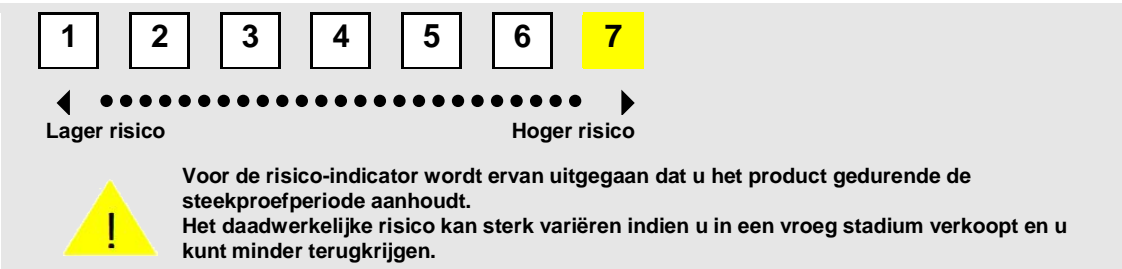 1 2 3 4 5 6 7
Lager risico Hoger risico
!
Voor de risico-indicator wordt ervan uitgegaan dat u het product gedurende de
steekproefperiode aanhoudt.
Het daadwerkelijke risico kan sterk variëren indien u in een vroeg stadium verkoopt en u
kunt minder terugkrijgen.